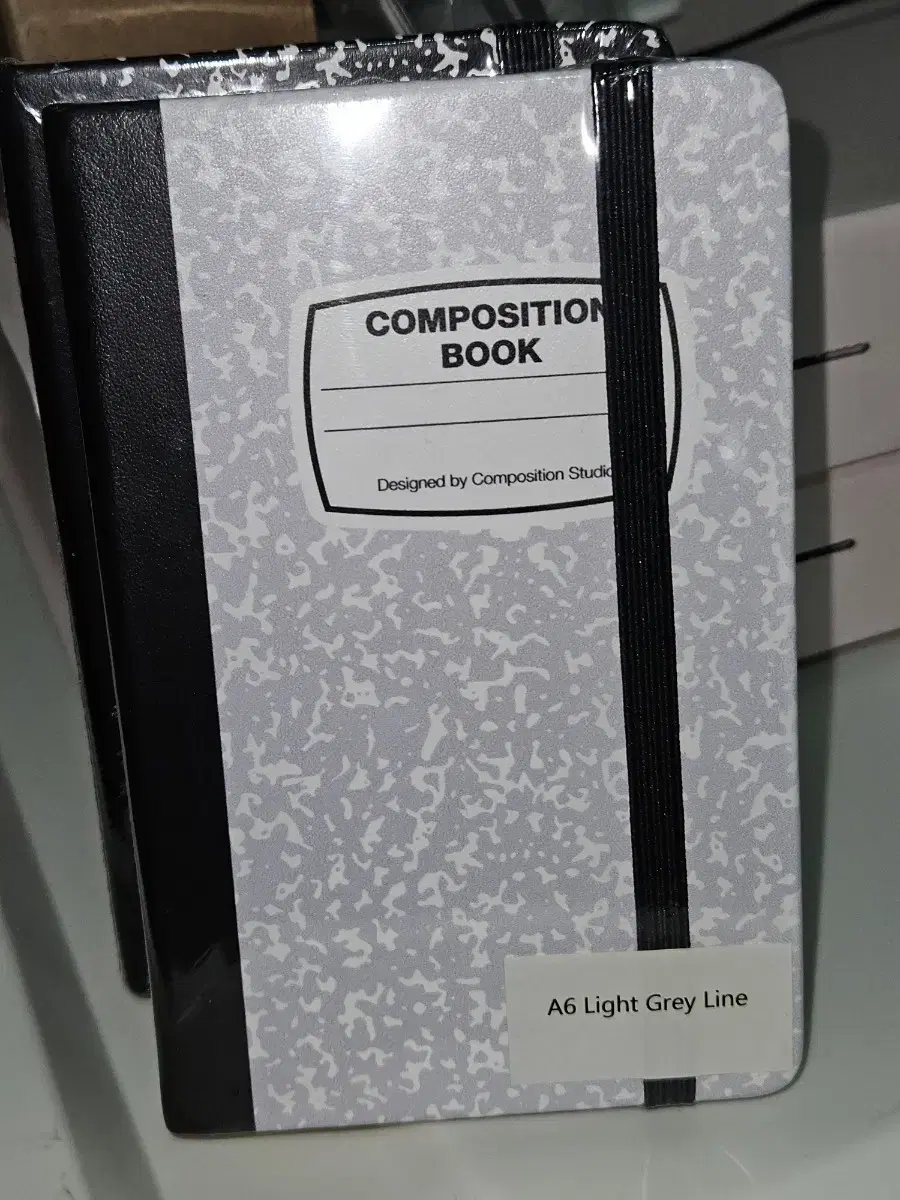 COMPOSITION
BOOK
Designed by Composition Studio
A6 Light Grey Line